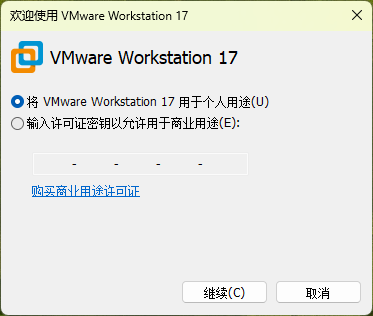 欢迎使用 VMware Workstation 17
VMware Workstation 17
将 VMware Workstation 17 用于个人用途(U)
输入许可证密钥以允许用于商业用途(E):
- - - -
购买商业用途许可证
继续(C) 取消